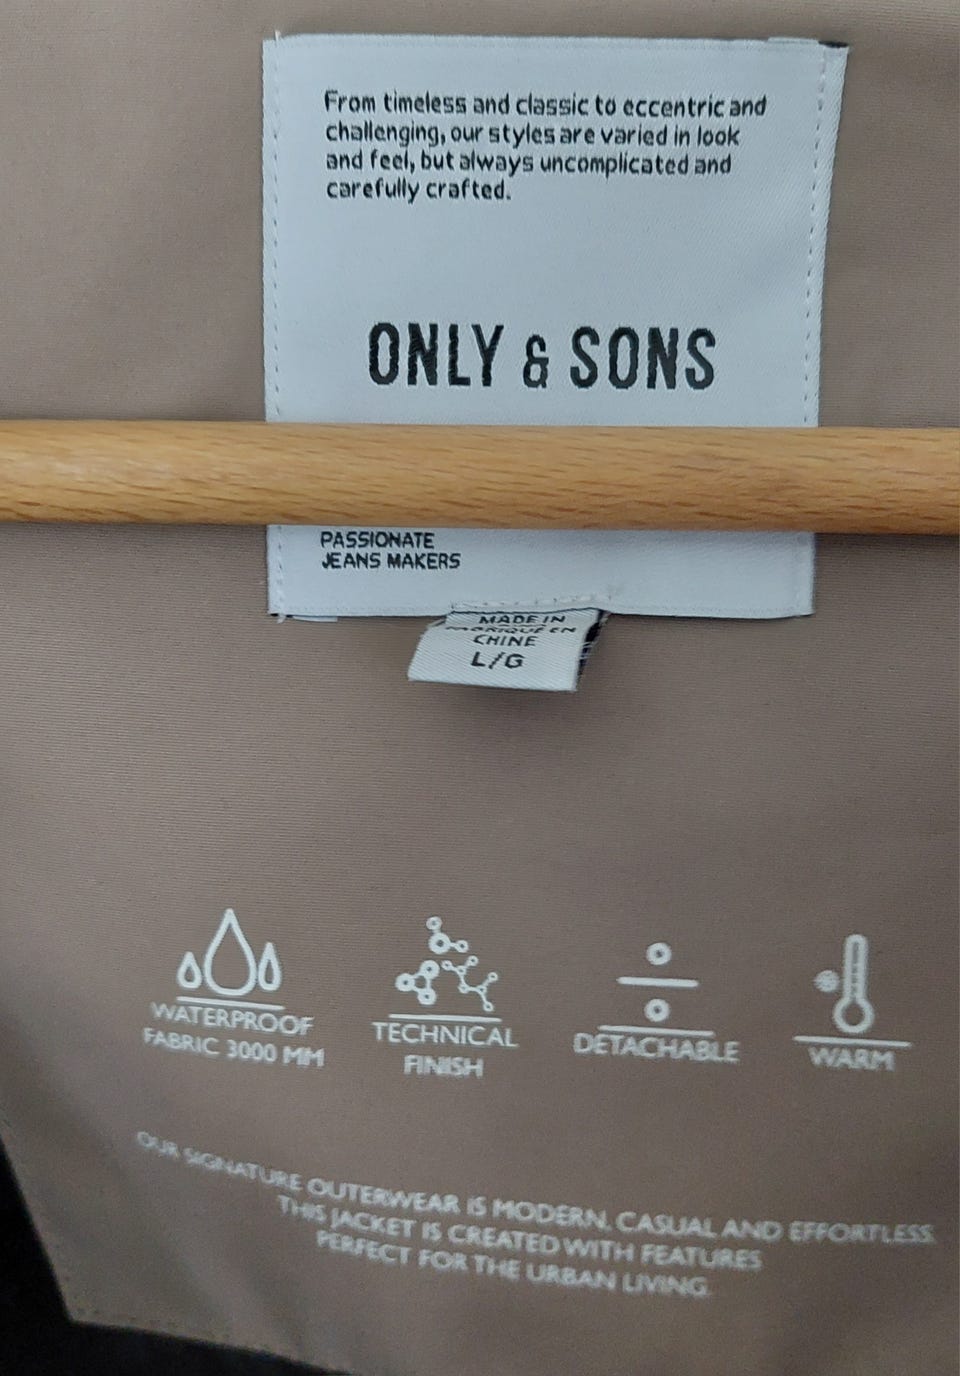 From timeless and classic to eccentric and
challenging, our styles are varied in look
and feel, but always uncomplicated and
carefully crafted.
ONLY & SONS
PASSIONATE
JEANS MAKERS
MADE IN
FABRIQUÉ EN
CHINE
L/G
WATERPROOF
FABRIC 3000 MM
TECHNICAL
FINISH
DETACHABLE
WARM
OUR SIGNATURE OUTERWEAR IS MODERN. CASUAL AND EFFORTLESS.
THIS JACKET IS CREATED WITH FEATURES
PERFECT FOR THE URBAN LIVING.